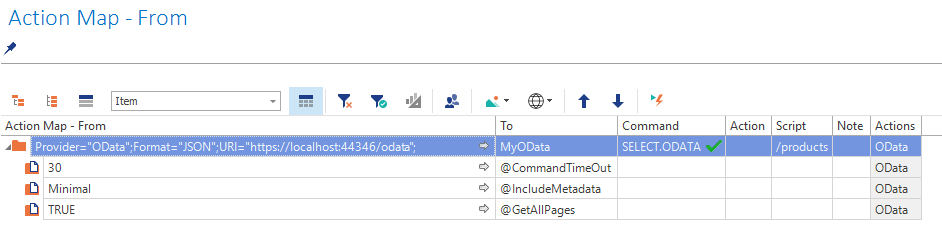 Action Map - From
Item
Action Map - From To Command Action Script Note Actions
Provider="OData";Format="JSON";URI="https://localhost:44346/odata"; MyOData SELECT.ODATA /products OData
30 @CommandTimeOut OData
Minimal @IncludeMetadata OData
TRUE @GetAllPages OData